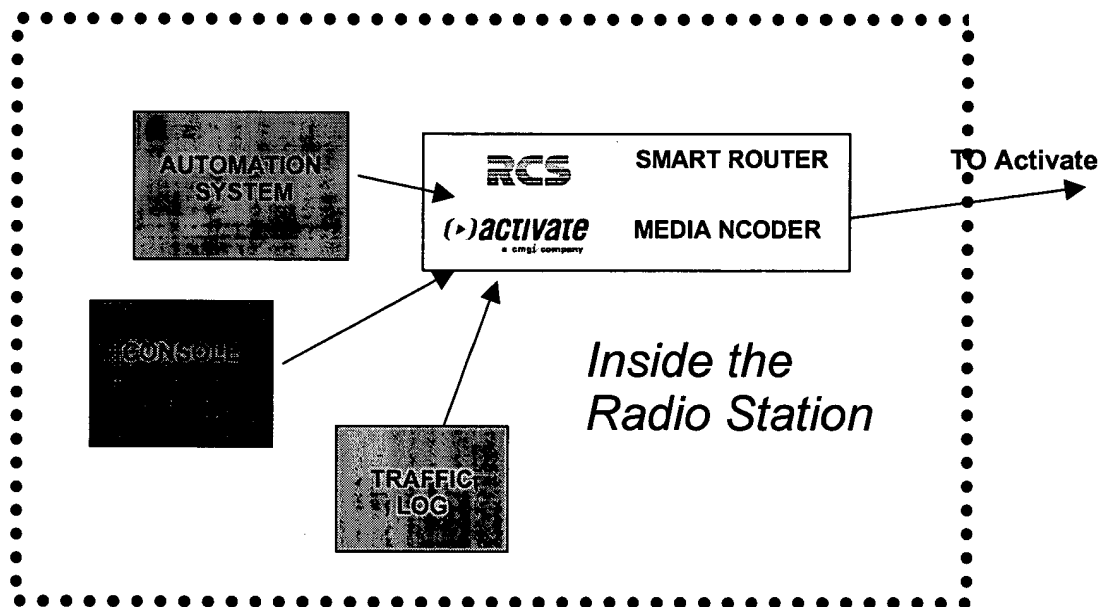 AUTOMATION
SYSTEM
RCS
SMART ROUTER
(▸)activate
a cmgi company
MEDIA NCODER
TO Activate
CONSOLE
Inside the
Radio Station
TRAFFIC
LOG